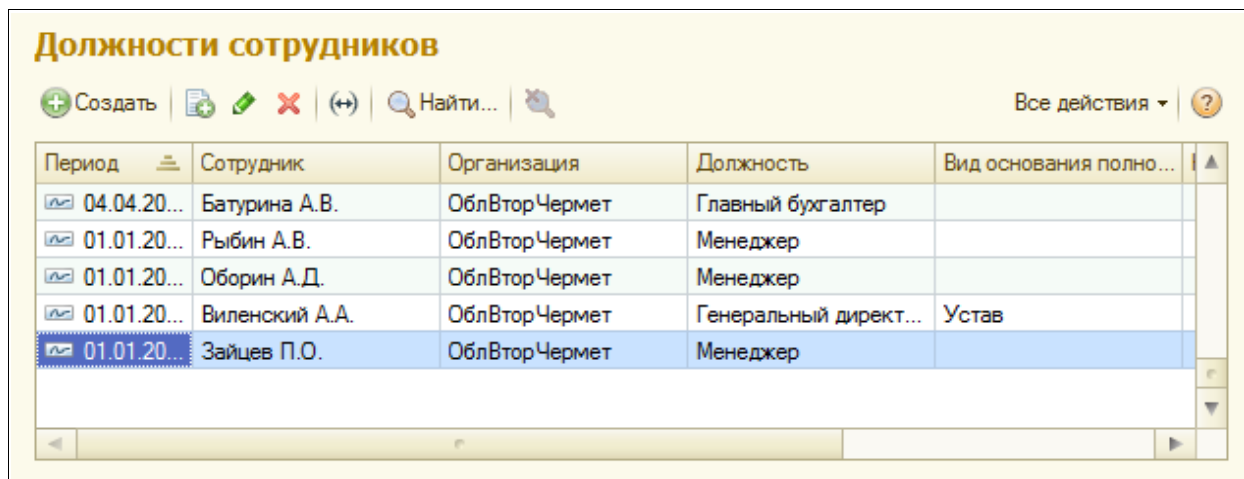 Должности сотрудников
Создать Найти... Все действия ?
Период Сотрудник Организация Должность Вид основания полно...
04.04.20... Батурина А.В. ОблВторЧермет Главный бухгалтер
01.01.20... Рыбин А.В. ОблВторЧермет Менеджер
01.01.20... Оборин А.Д. ОблВторЧермет Менеджер
01.01.20... Виленский А.А. ОблВторЧермет Генеральный директ... Устав
01.01.20... Зайцев П.О. ОблВторЧермет Менеджер